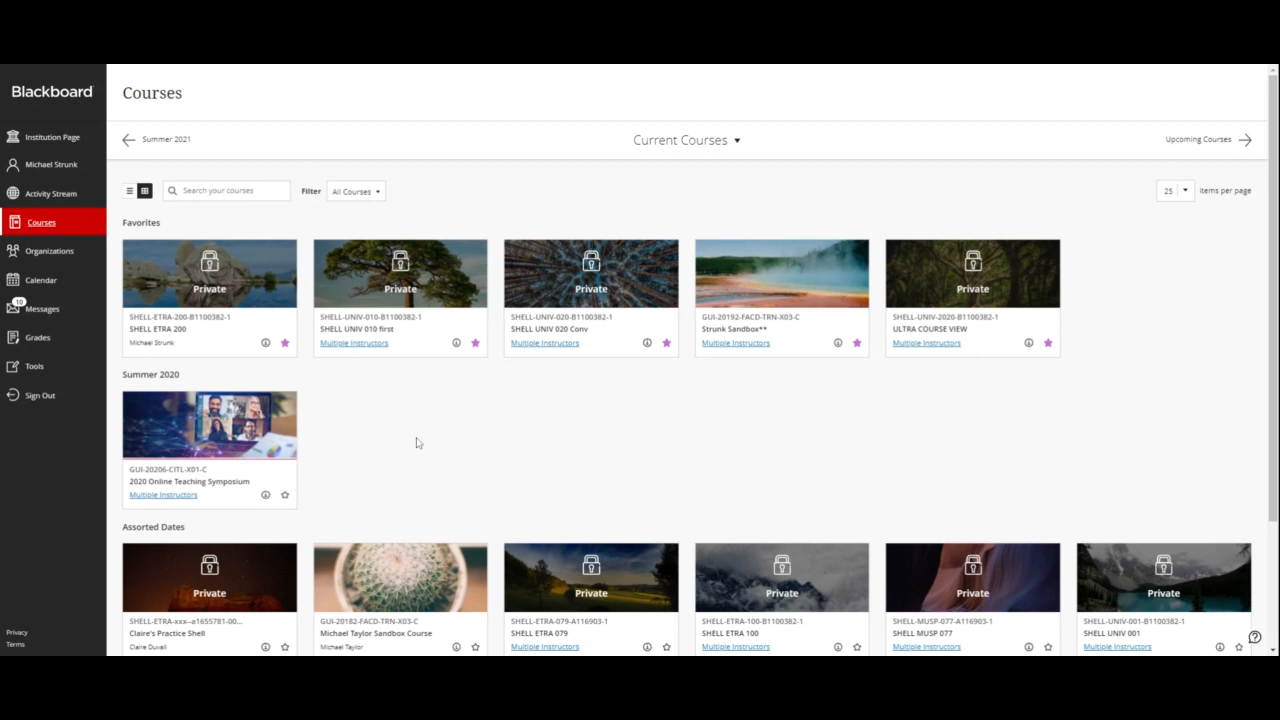 Blackboard
Institution Page
Michael Strunk
Activity Stream
Courses
Organizations
Calendar
10
Messages
Grades
Tools
Sign Out
Privacy
Terms
Courses
Summer 2021
Current Courses
Upcoming Courses
Search your courses
Filter
All Courses
25
items per page
Favorites
Private
SHELL-ETRA-200-B1100382-1
SHELL ETRA 200
Michael Strunk
Private
SHELL-UNIV-010-B1100382-1
SHELL UNIV 010 first
Multiple Instructors
Private
SHELL-UNIV-020-B1100382-1
SHELL UNIV 020 Conv
Multiple Instructors
GUI-20192-FACD-TRN-X03-C
Strunk Sandbox**
Multiple Instructors
Private
SHELL-UNIV-2020-B1100382-1
ULTRA COURSE VIEW
Multiple Instructors
Summer 2020
GUI-20206-CITL-X01-C
2020 Online Teaching Symposium
Multiple Instructors
Assorted Dates
Private
SHELL-ETRA-xxx--a1655781-00...
Claire's Practice Shell
Claire Duvall
GUI-20182-FACD-TRN-X03-C
Michael Taylor Sandbox Course
Michael Taylor
Private
SHELL-ETRA-079-A116903-1
SHELL ETRA 079
Multiple Instructors
Private
SHELL-ETRA-100-B1100382-1
SHELL ETRA 100
Multiple Instructors
Private
SHELL-MUSP-077-A116903-1
SHELL MUSP 077
Multiple Instructors
Private
SHELL-UNIV-001-B1100382-1
SHELL UNIV 001
Multiple Instructors